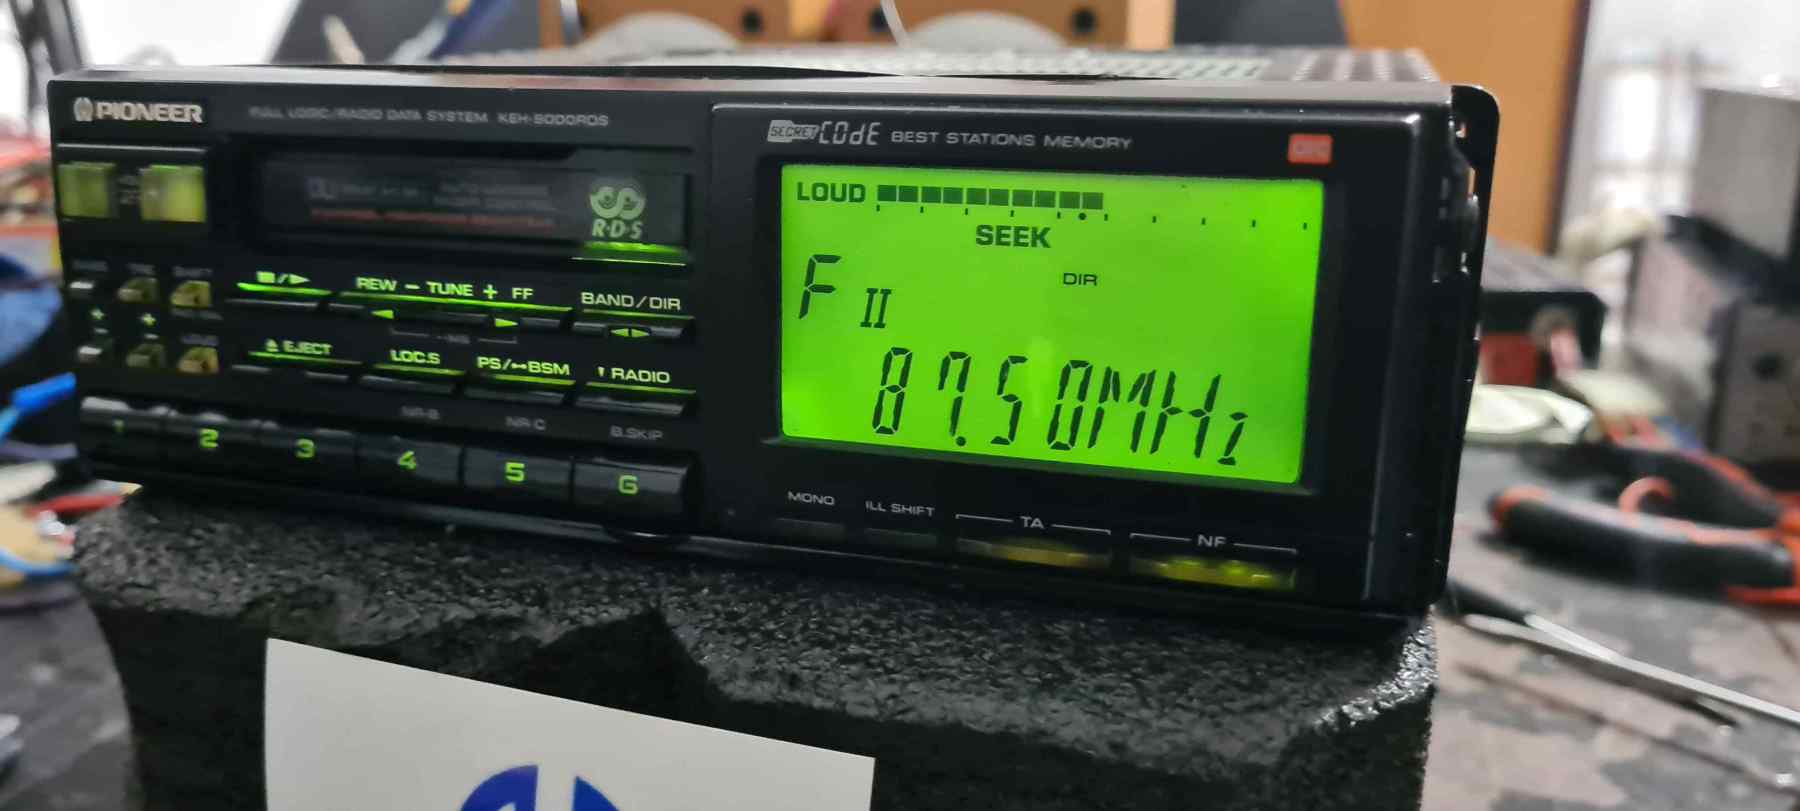 PIONEER
FULL LOGIC/RADIO DATA SYSTEM KEH-9000RDS
SECRET CODE BEST STATIONS MEMORY
LOUD
SEEK
DIR
F II
87.50MHz
R·D·S
REW - TUNE + FF
BAND/DIR
EJECT
LOC.S
PS/BSM
RADIO
NR-B
NR-C
B.SKIP
1 2 3 4 5 6
MONO
ILL SHIFT
TA
NF